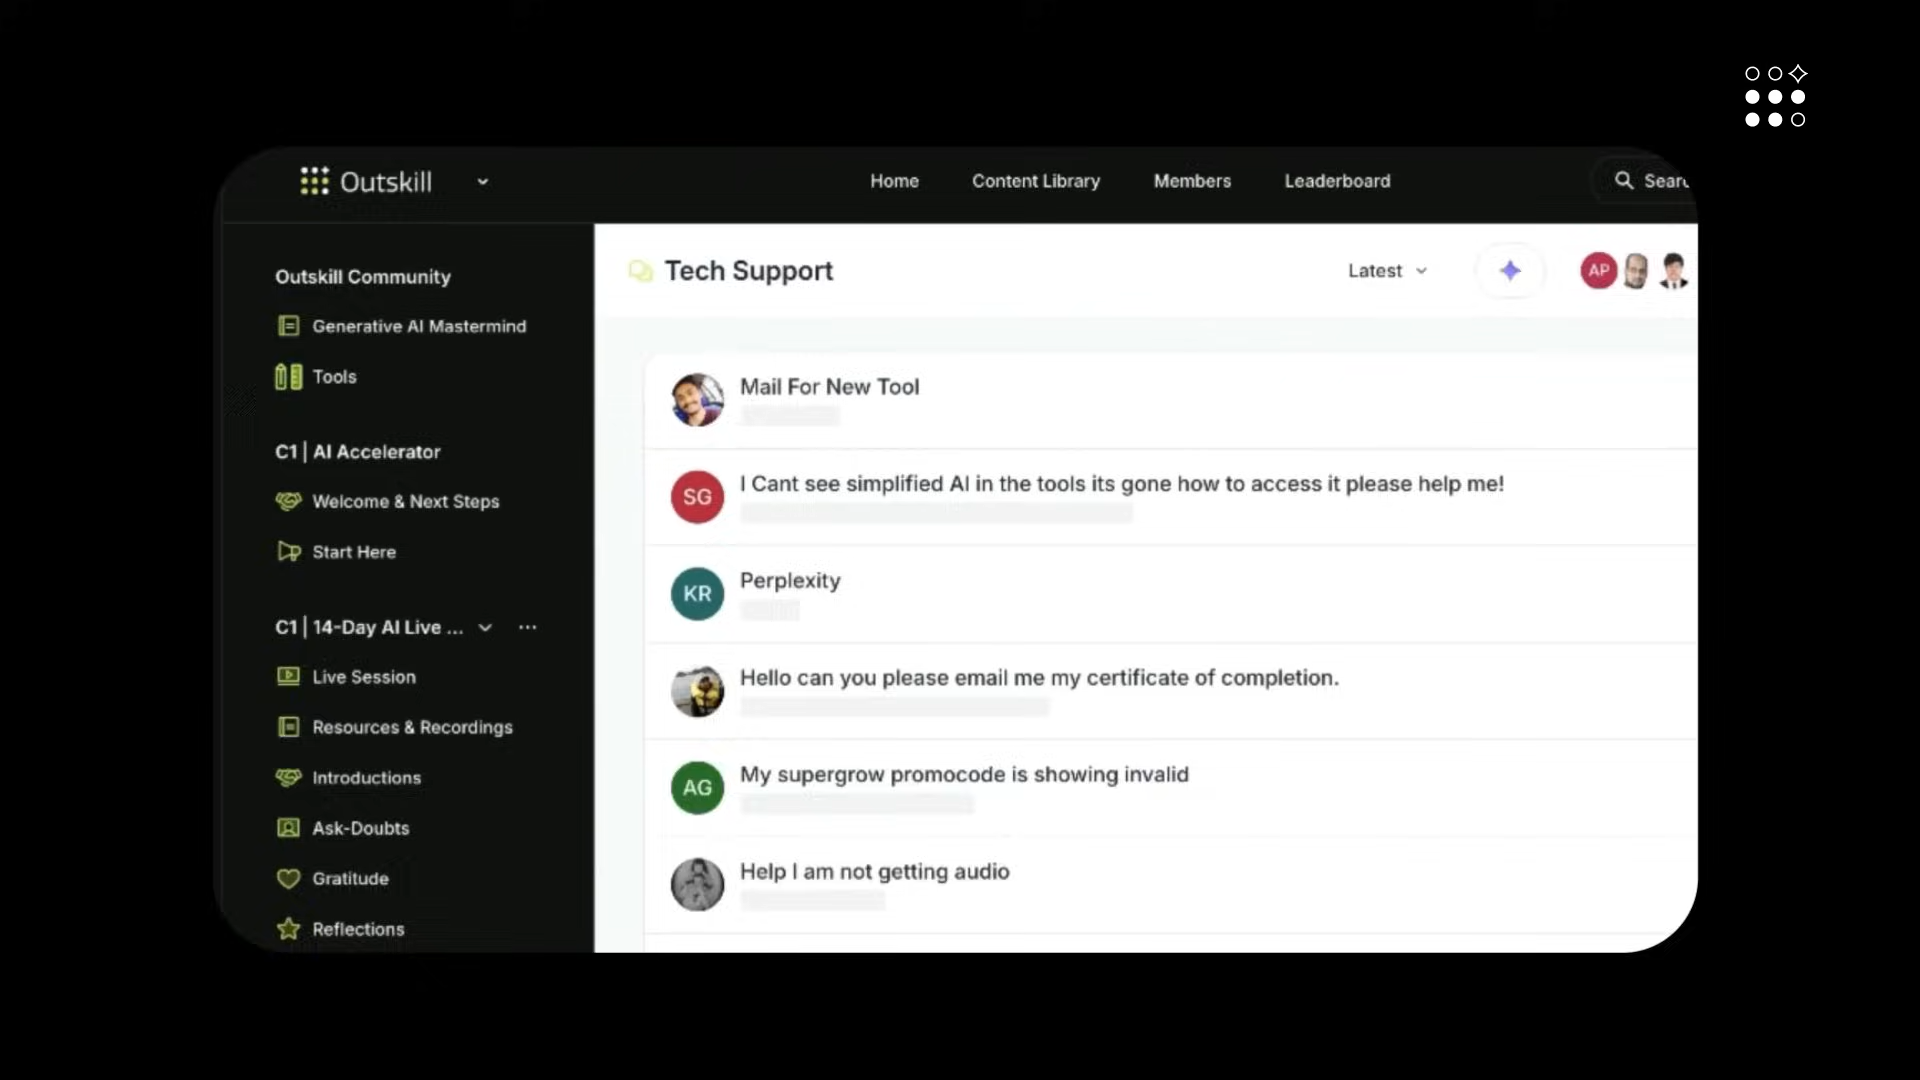 Outskill
Home
Content Library
Members
Leaderboard
Outskill Community
Generative AI Mastermind
Tools
C1 | AI Accelerator
Welcome & Next Steps
Start Here
C1 | 14-Day AI Live ...
Live Session
Resources & Recordings
Introductions
Ask-Doubts
Gratitude
Reflections
Tech Support
Latest
AP
Mail For New Tool
SG
I Cant see simplified AI in the tools its gone how to access it please help me!
KR
Perplexity
Hello can you please email me my certificate of completion.
AG
My supergrow promocode is showing invalid
Help I am not getting audio